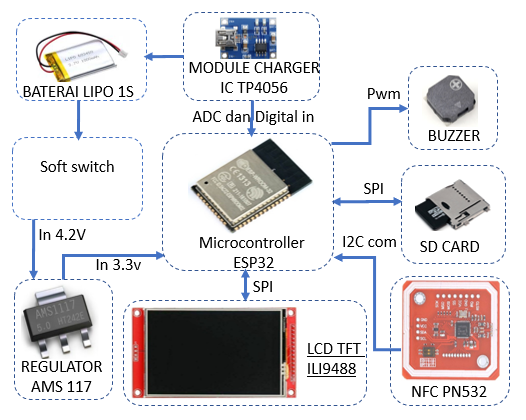 MODULE CHARGER
IC TP4056
BATERAI LIPO 1S
ADC dan Digital in
Pwm
BUZZER
Soft switch
Microcontroller
ESP32
SPI
SD CARD
In 4.2V
In 3.3v
I2C com
SPI
AMS1117
REGULATOR
AMS 117
LCD TFT
ILI9488
NFC PN532